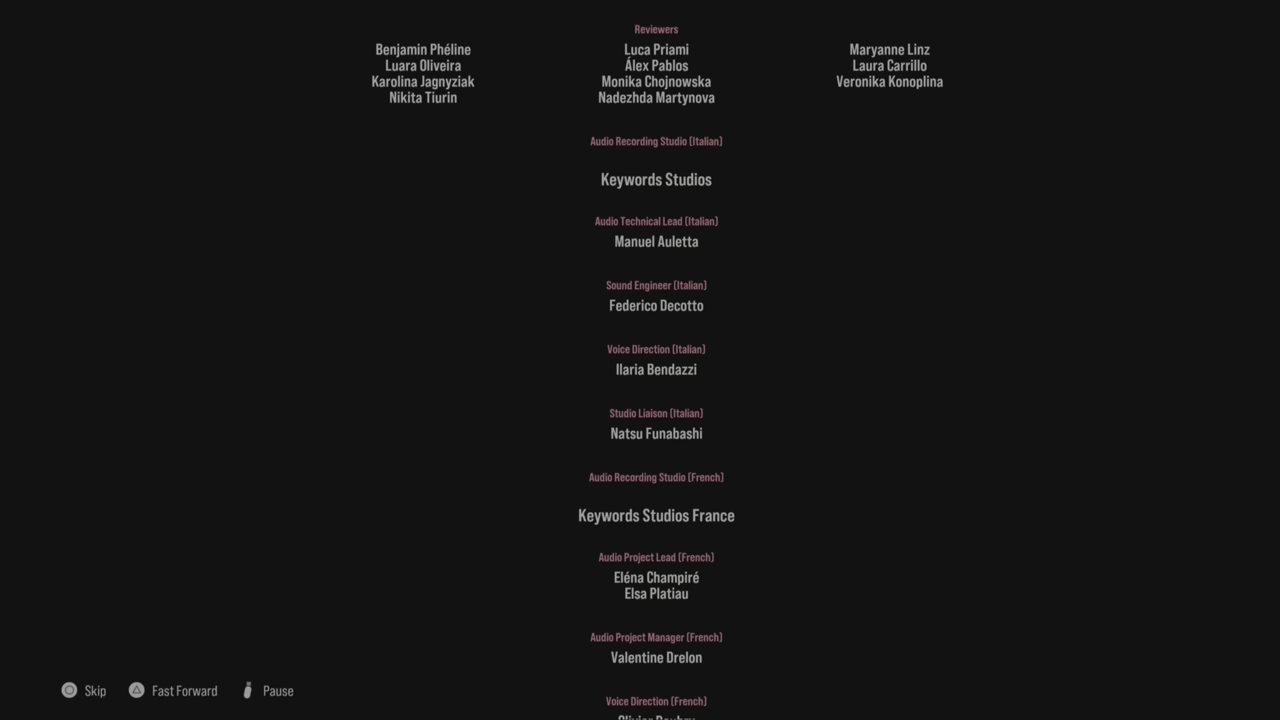 Reviewers
Benjamin Phéline Luca Priami Maryanne Linz
Luara Oliveira Álex Pablos Laura Carrillo
Karolina Jagnyziak Monika Chojnowska Veronika Konoplina
Nikita Tiurin Nadezhda Martynova
Audio Recording Studio (Italian)
Keywords Studios
Audio Technical Lead (Italian)
Manuel Auletta
Sound Engineer (Italian)
Federico Decotto
Voice Direction (Italian)
Ilaria Bendazzi
Studio Liaison (Italian)
Natsu Funabashi
Audio Recording Studio (French)
Keywords Studios France
Audio Project Lead (French)
Eléna Champiré
Elsa Platiau
Audio Project Manager (French)
Valentine Drelon
Voice Direction (French)
Skip Fast Forward Pause